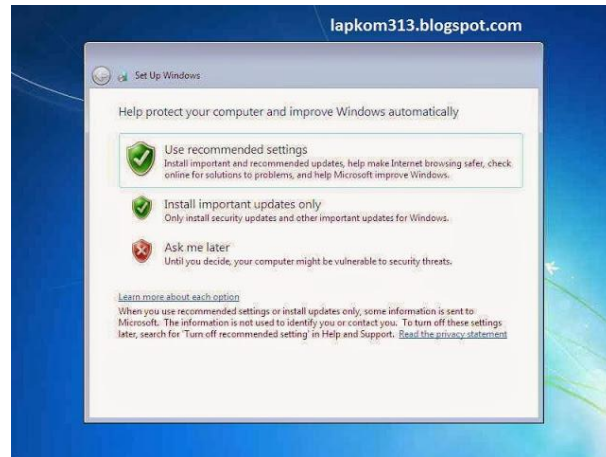 lapkom313.blogspot.com
Set Up Windows
Help protect your computer and improve Windows automatically
Use recommended settings
Install important and recommended updates, help make Internet browsing safer, check
online for solutions to problems, and help Microsoft improve Windows.
Install important updates only
Only install security updates and other important updates for Windows.
Ask me later
Until you decide, your computer might be vulnerable to security threats.
Learn more about each option
When you use recommended settings or install updates only, some information is sent to
Microsoft. The information is not used to identify you or contact you. To turn off these settings
later, search for 'Turn off recommended setting' in Help and Support. Read the privacy statement